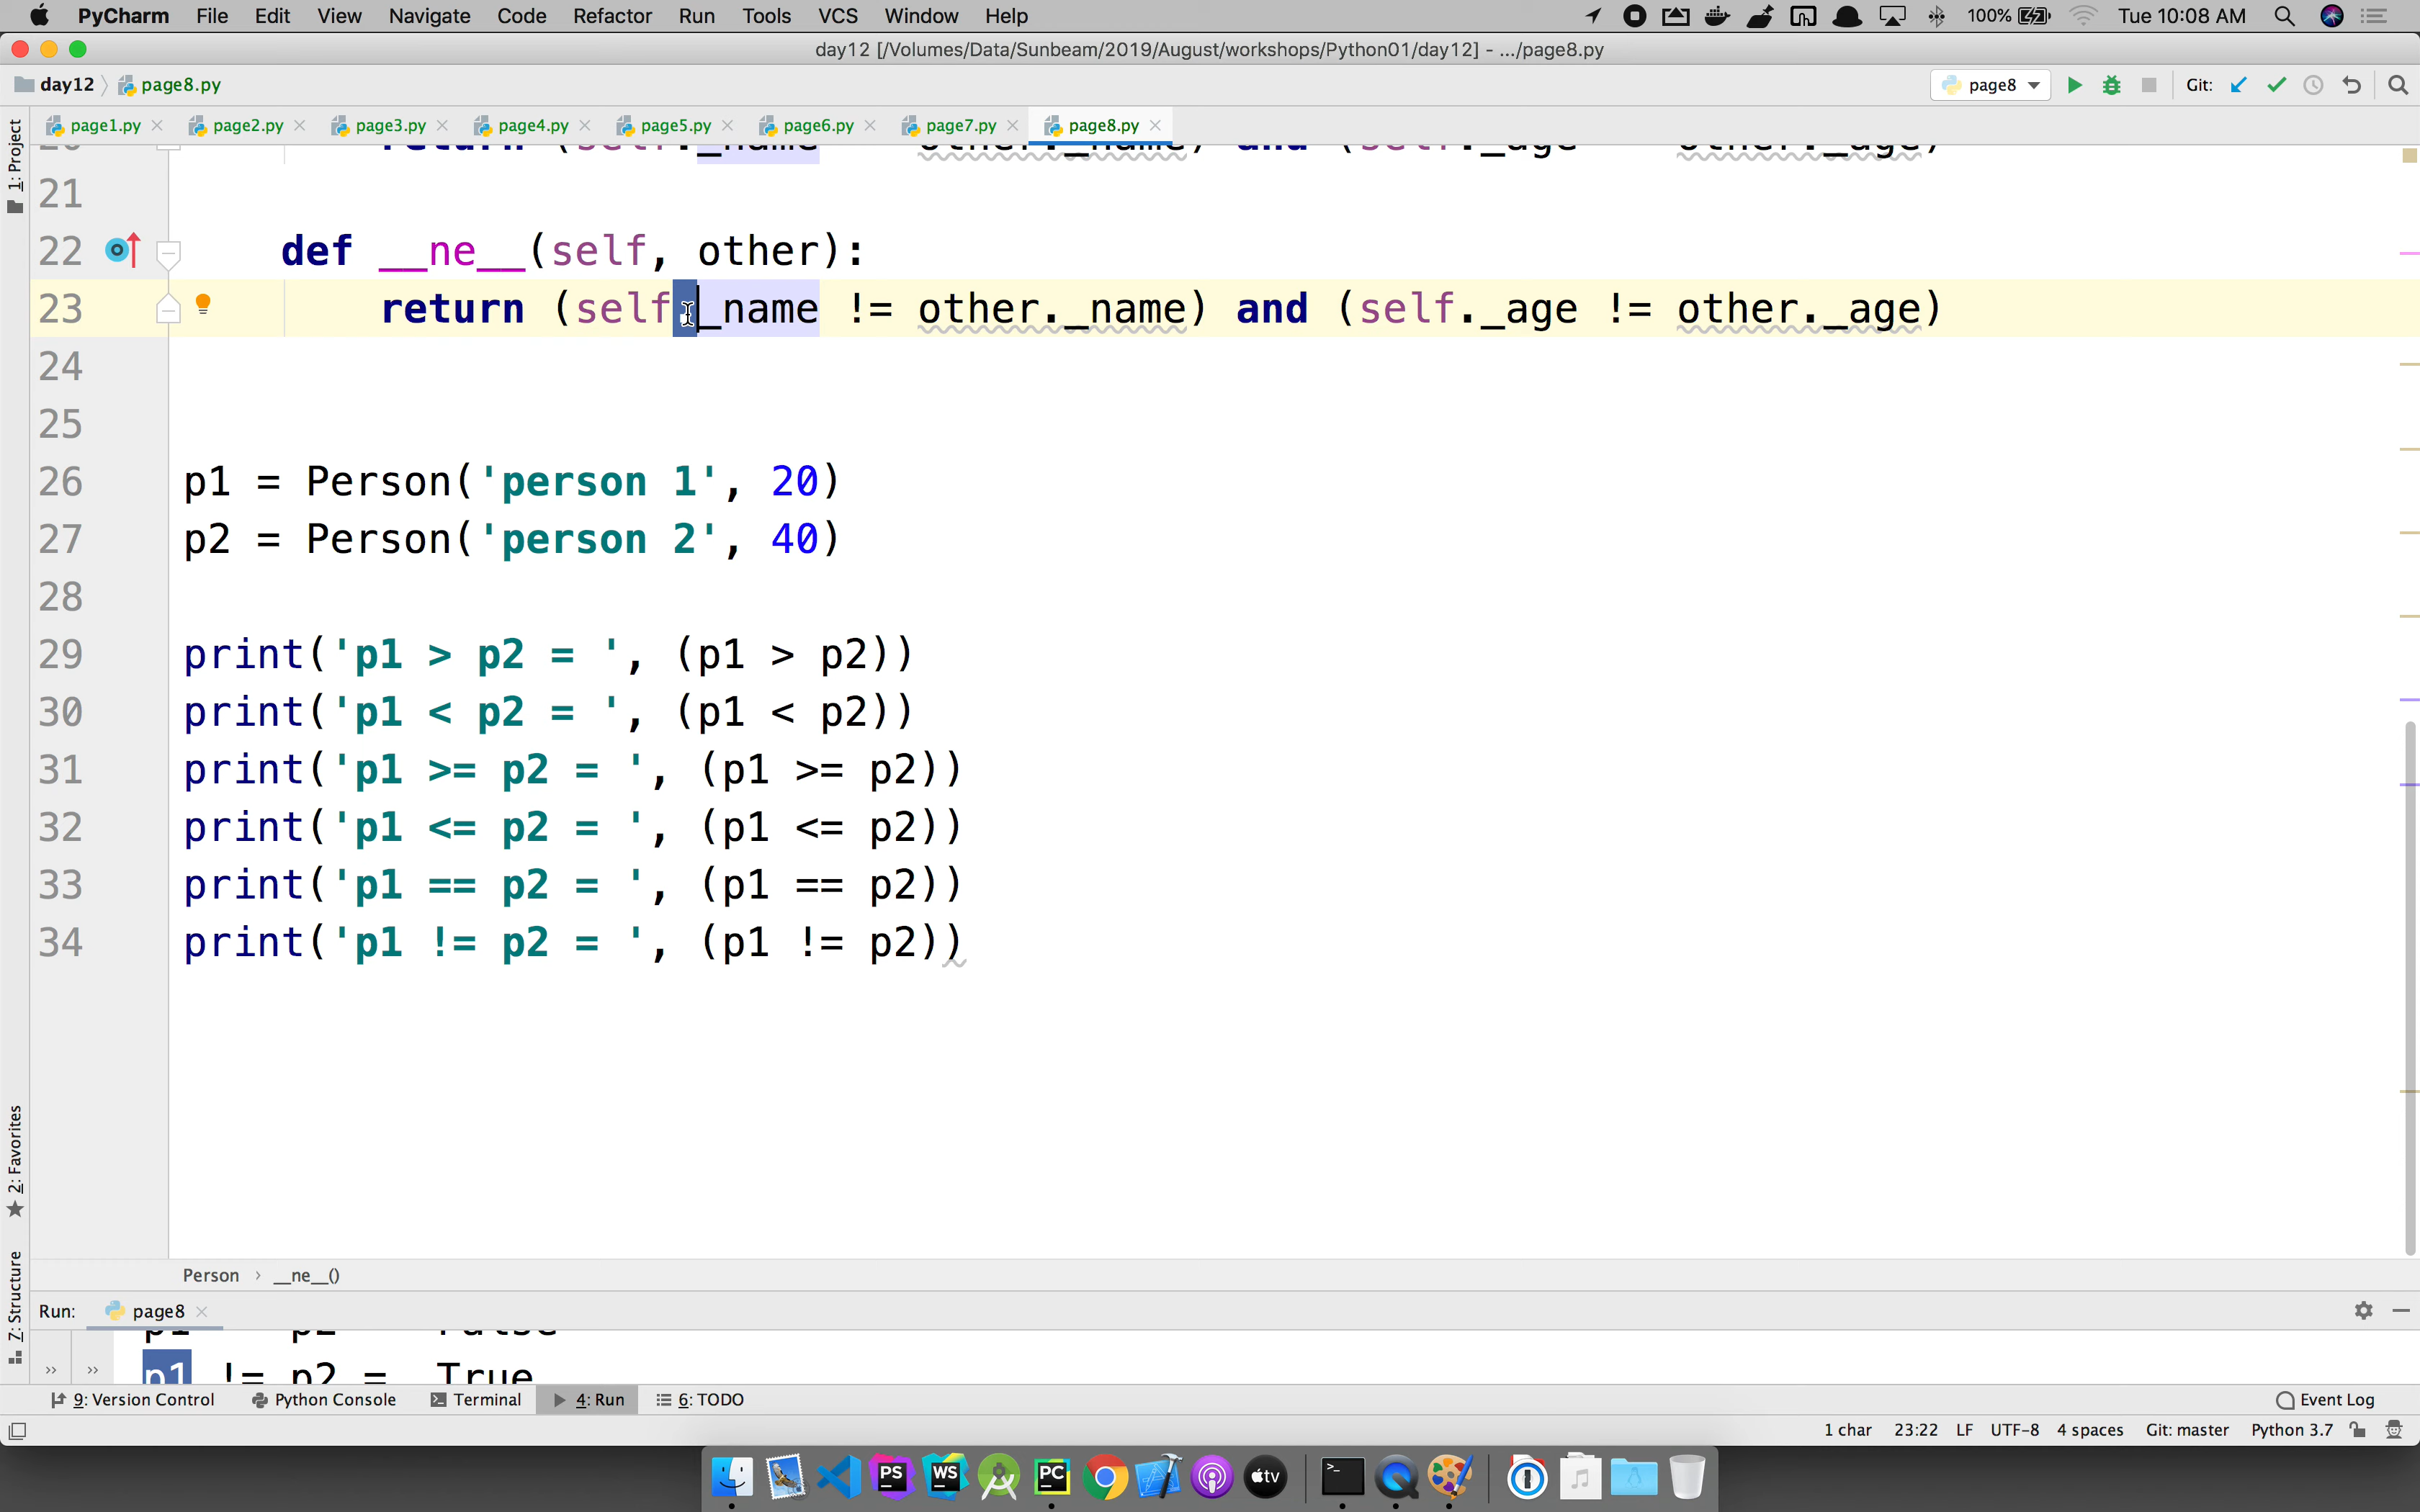 PyCharm File Edit View Navigate Code Refactor Run Tools VCS Window Help 100% Tue 10:08 AM
day12 [/Volumes/Data/Sunbeam/2019/August/workshops/Python01/day12] - .../page8.py
day12 page8.py page8 Git:
page1.py page2.py page3.py page4.py page5.py page6.py page7.py page8.py
1: Project
21
22 def __ne__(self, other):
23 return (self._name != other._name) and (self._age != other._age)
24
25
26 p1 = Person('person 1', 20)
27 p2 = Person('person 2', 40)
28
29 print('p1 > p2 = ', (p1 > p2))
30 print('p1 < p2 = ', (p1 < p2))
31 print('p1 >= p2 = ', (p1 >= p2))
32 print('p1 <= p2 = ', (p1 <= p2))
33 print('p1 == p2 = ', (p1 == p2))
34 print('p1 != p2 = ', (p1 != p2))
2: Favorites
7: Structure
Person › __ne__()
Run: page8
p1 != p2 = True
9: Version Control Python Console Terminal 4: Run 6: TODO Event Log
1 char 23:22 LF UTF-8 4 spaces Git: master Python 3.7
PS WS PC tv